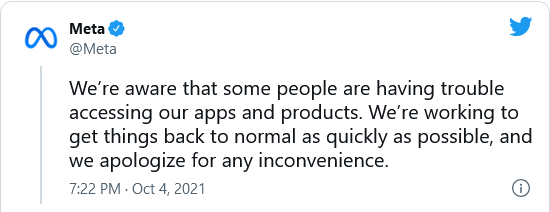 Meta
@Meta
We’re aware that some people are having trouble
accessing our apps and products. We’re working to
get things back to normal as quickly as possible, and
we apologize for any inconvenience.
7:22 PM · Oct 4, 2021